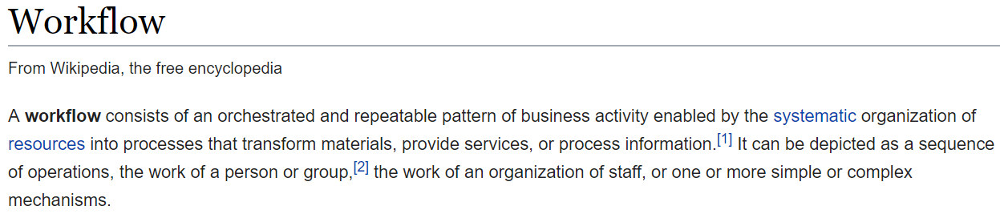 Workflow
From Wikipedia, the free encyclopedia
A workflow consists of an orchestrated and repeatable pattern of business activity enabled by the systematic organization of
resources into processes that transform materials, provide services, or process information.[1] It can be depicted as a sequence
of operations, the work of a person or group,[2] the work of an organization of staff, or one or more simple or complex
mechanisms.